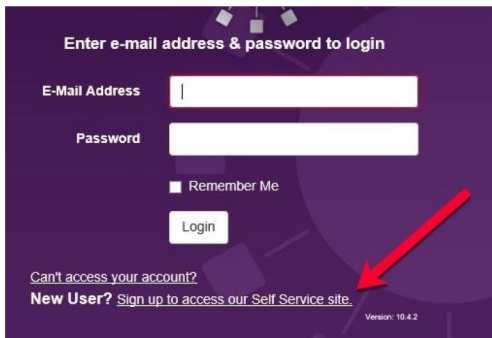 Enter e-mail address & password to login
E-Mail Address
Password
Remember Me
Login
Can't access your account?
New User? Sign up to access our Self Service site.
Version: 10.4.2